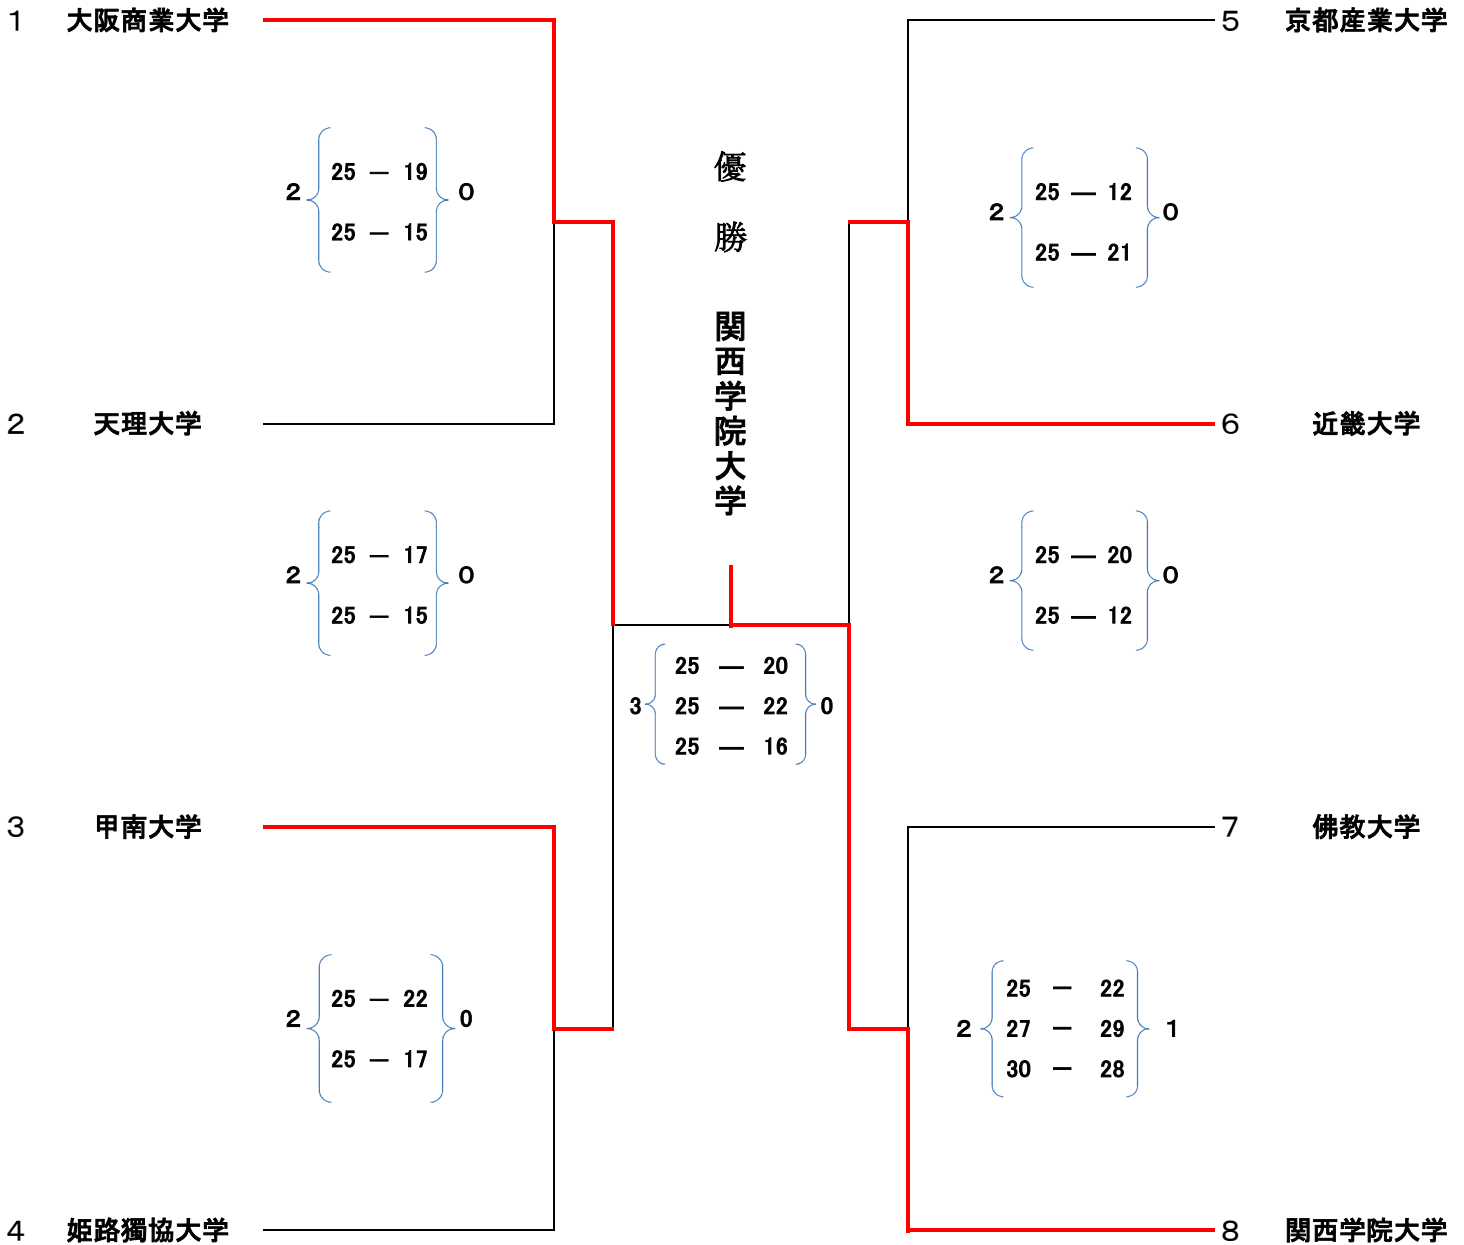 1 大阪商業大学
5 京都産業大学
優勝 関西学院大学
25 — 19
2 0
25 — 15
25 — 12
2 0
25 — 21
2 天理大学
6 近畿大学
25 — 17
2 0
25 — 15
25 — 20
2 0
25 — 12
25 — 20
3 25 — 22 0
25 — 16
3 甲南大学
7 佛教大学
25 — 22
2 0
25 — 17
25 — 22
2 27 — 29 1
30 — 28
4 姫路獨協大学
8 関西学院大学